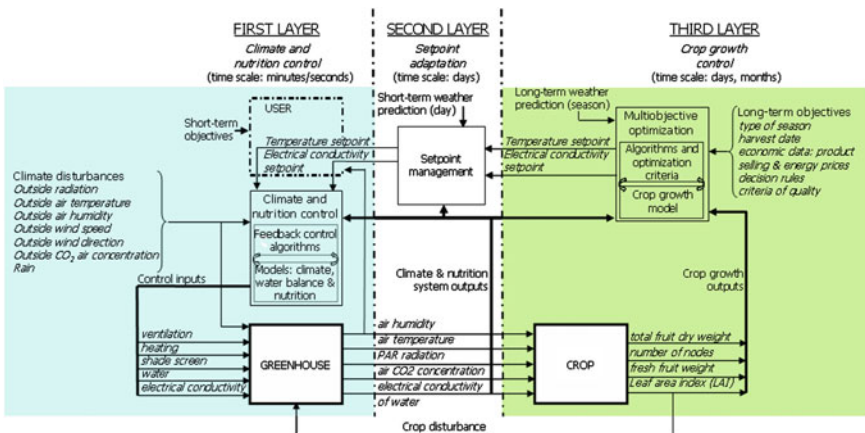 FIRST LAYER
Climate and
nutrition control
(time scale: minutes/seconds)
SECOND LAYER
Setpoint
adaptation
(time scale: days)
THIRD LAYER
Crop growth
control
(time scale: days, months)
USER
Short-term
objectives
Short-term weather
prediction (day)
Long-term weather
prediction (season)
Temperature setpoint
Electrical conductivity
setpoint
Setpoint
management
Temperature setpoint
Electrical conductivity
setpoint
Multiobjective
optimization
Algorithms and
optimization
criteria
Crop growth
model
Long-term objectives
type of season
harvest date
economic data: product
selling & energy prices
decision rules
criteria of quality
Climate disturbances
Outside radiation
Outside air temperature
Outside air humidity
Outside wind speed
Outside wind direction
Outside CO2 air concentration
Rain
Climate and
nutrition control
Feedback control
algorithms
Models: climate,
water balance &
nutrition
Control inputs
Climate & nutrition
system outputs
Crop growth
outputs
ventilation
heating
shade screen
water
electrical conductivity
GREENHOUSE
air humidity
air temperature
PAR radiation
air CO2 concentration
electrical conductivity
of water
CROP
total fruit dry weight
number of nodes
fresh fruit weight
Leaf area index (LAI)
Crop disturbance